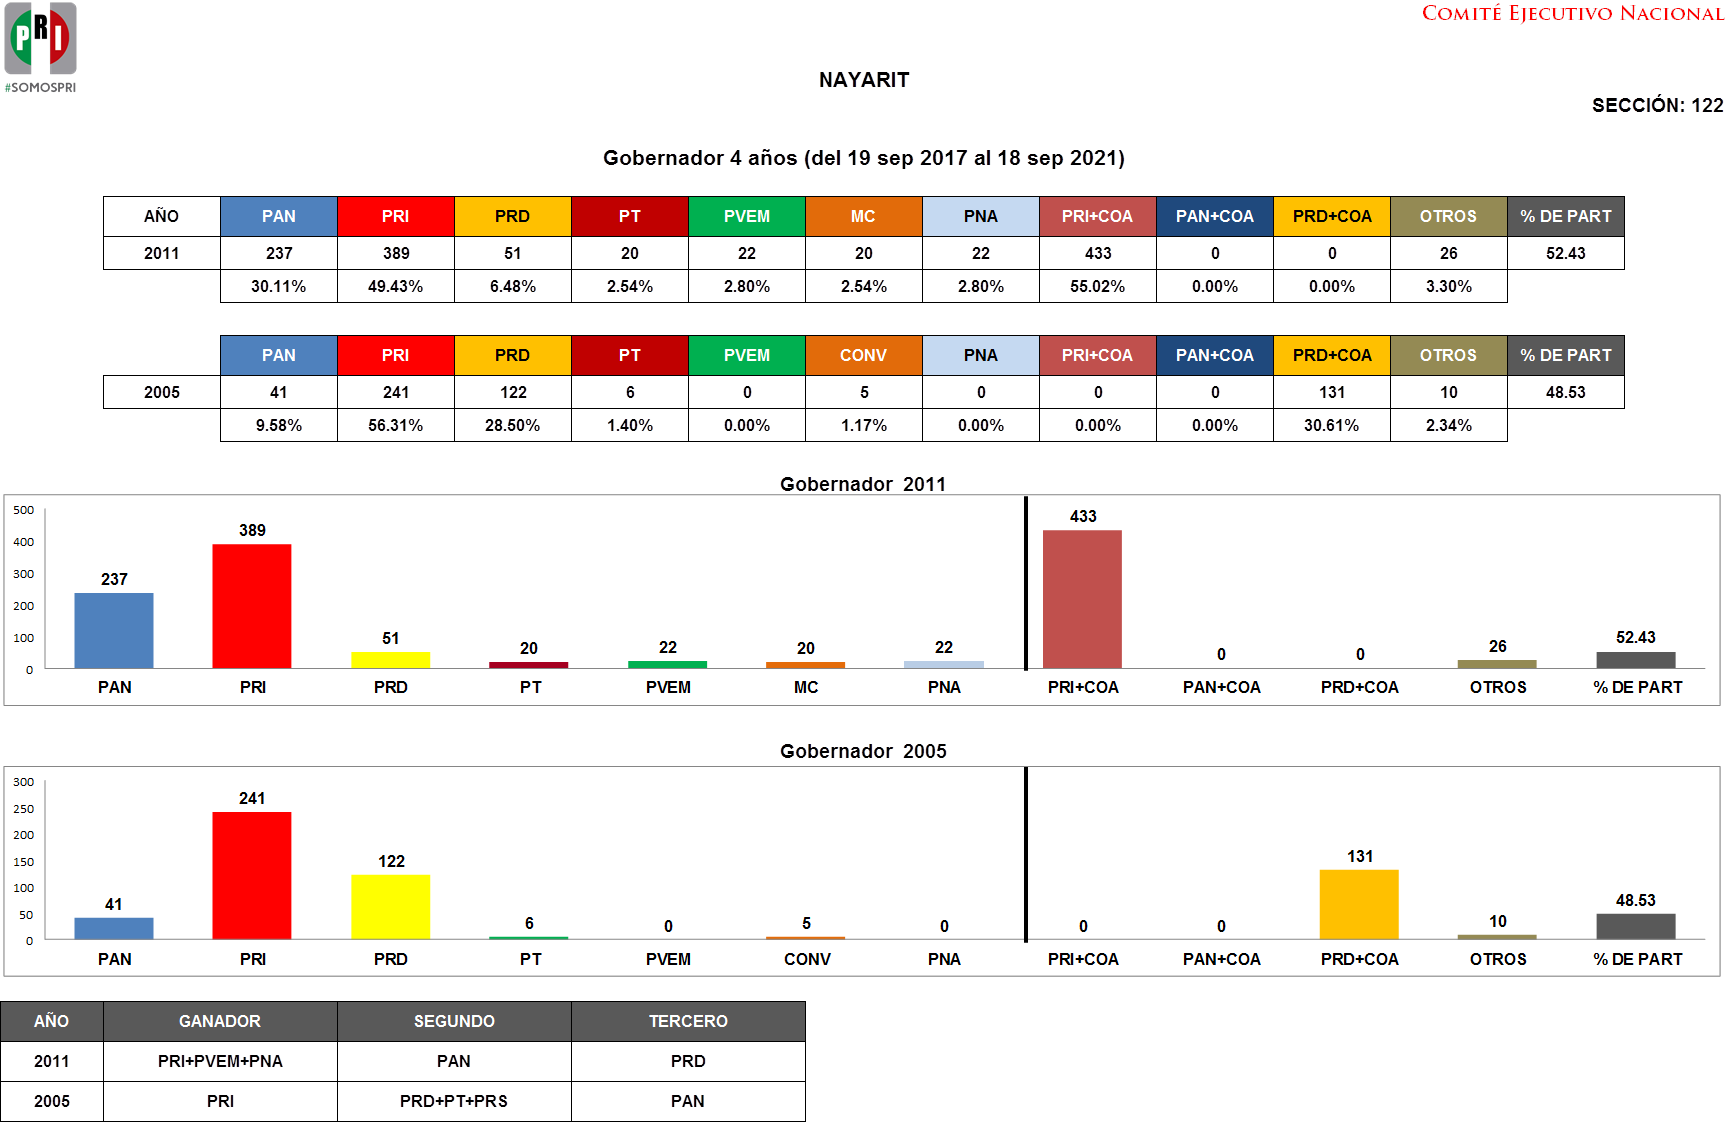 PRI
#SOMOSPRI
COMITÉ EJECUTIVO NACIONAL
NAYARIT
SECCIÓN: 122
Gobernador 4 años (del 19 sep 2017 al 18 sep 2021)
AÑO PAN PRI PRD PT PVEM MC PNA PRI+COA PAN+COA PRD+COA OTROS % DE PART
2011 237 389 51 20 22 20 22 433 0 0 26 52.43
30.11% 49.43% 6.48% 2.54% 2.80% 2.54% 2.80% 55.02% 0.00% 0.00% 3.30%
PAN PRI PRD PT PVEM CONV PNA PRI+COA PAN+COA PRD+COA OTROS % DE PART
2005 41 241 122 6 0 5 0 0 0 131 10 48.53
9.58% 56.31% 28.50% 1.40% 0.00% 1.17% 0.00% 0.00% 0.00% 30.61% 2.34%
Gobernador 2011
500
400
300
200
100
0
237 389 51 20 22 20 22 433 0 0 26 52.43
PAN PRI PRD PT PVEM MC PNA PRI+COA PAN+COA PRD+COA OTROS % DE PART
Gobernador 2005
300
250
200
150
100
50
0
41 241 122 6 0 5 0 0 0 131 10 48.53
PAN PRI PRD PT PVEM CONV PNA PRI+COA PAN+COA PRD+COA OTROS % DE PART
AÑO GANADOR SEGUNDO TERCERO
2011 PRI+PVEM+PNA PAN PRD
2005 PRI PRD+PT+PRS PAN